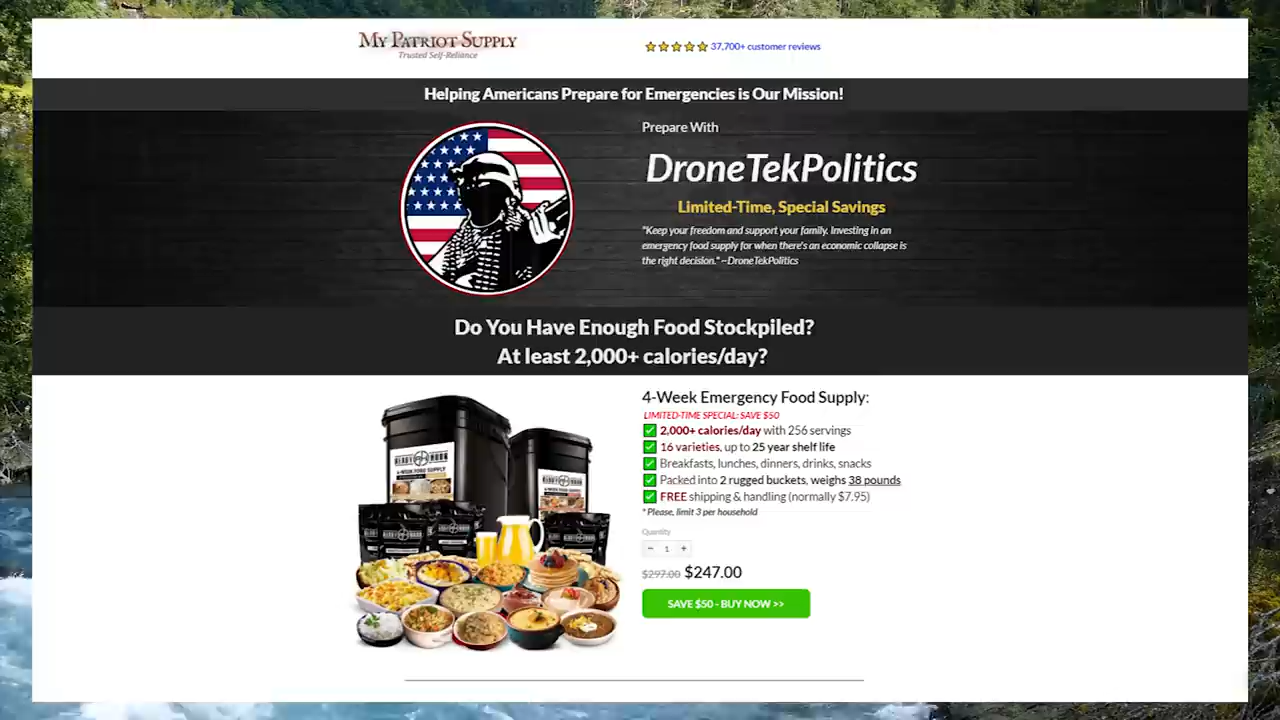 My Patriot Supply
Trusted Self-Reliance
37,700+ customer reviews
Helping Americans Prepare for Emergencies is Our Mission!
Prepare With
DroneTekPolitics
Limited-Time, Special Savings
"Keep your freedom and support your family. Investing in an
emergency food supply for when there's an economic collapse is
the right decision." –DroneTekPolitics
Do You Have Enough Food Stockpiled?
At least 2,000+ calories/day?
4-Week Emergency Food Supply:
LIMITED-TIME SPECIAL: SAVE $50
2,000+ calories/day with 256 servings
16 varieties, up to 25 year shelf life
Breakfasts, lunches, dinners, drinks, snacks
Packed into 2 rugged buckets, weighs 38 pounds
FREE shipping & handling (normally $7.95)
* Please, limit 3 per household
Quantity
− 1 +
$297.00 $247.00
SAVE $50 - BUY NOW >>
READY HOUR
4-WEEK FOOD SUPPLY